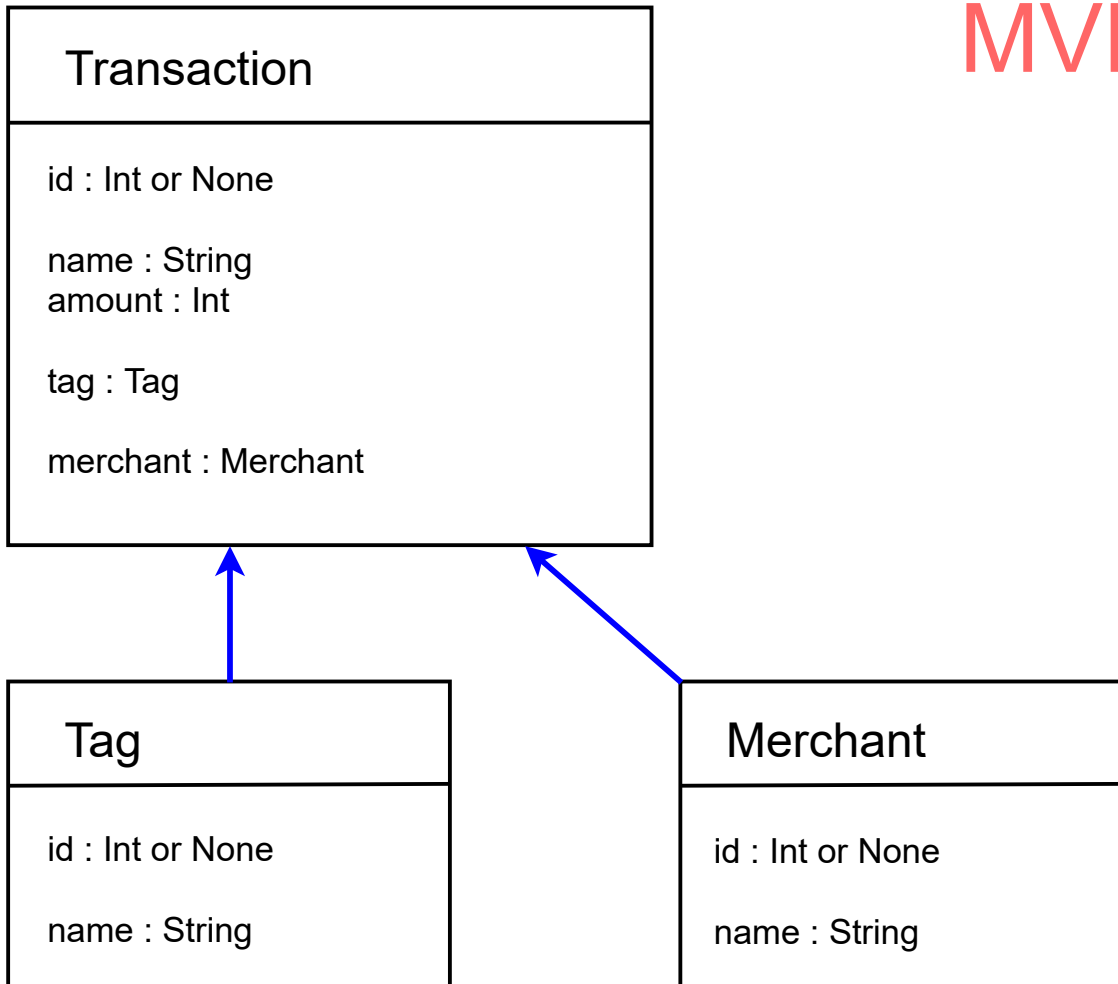 MV
Transaction
id : Int or None
name : String
amount : Int
tag : Tag
merchant : Merchant
Tag
id : Int or None
name : String
Merchant
id : Int or None
name : String